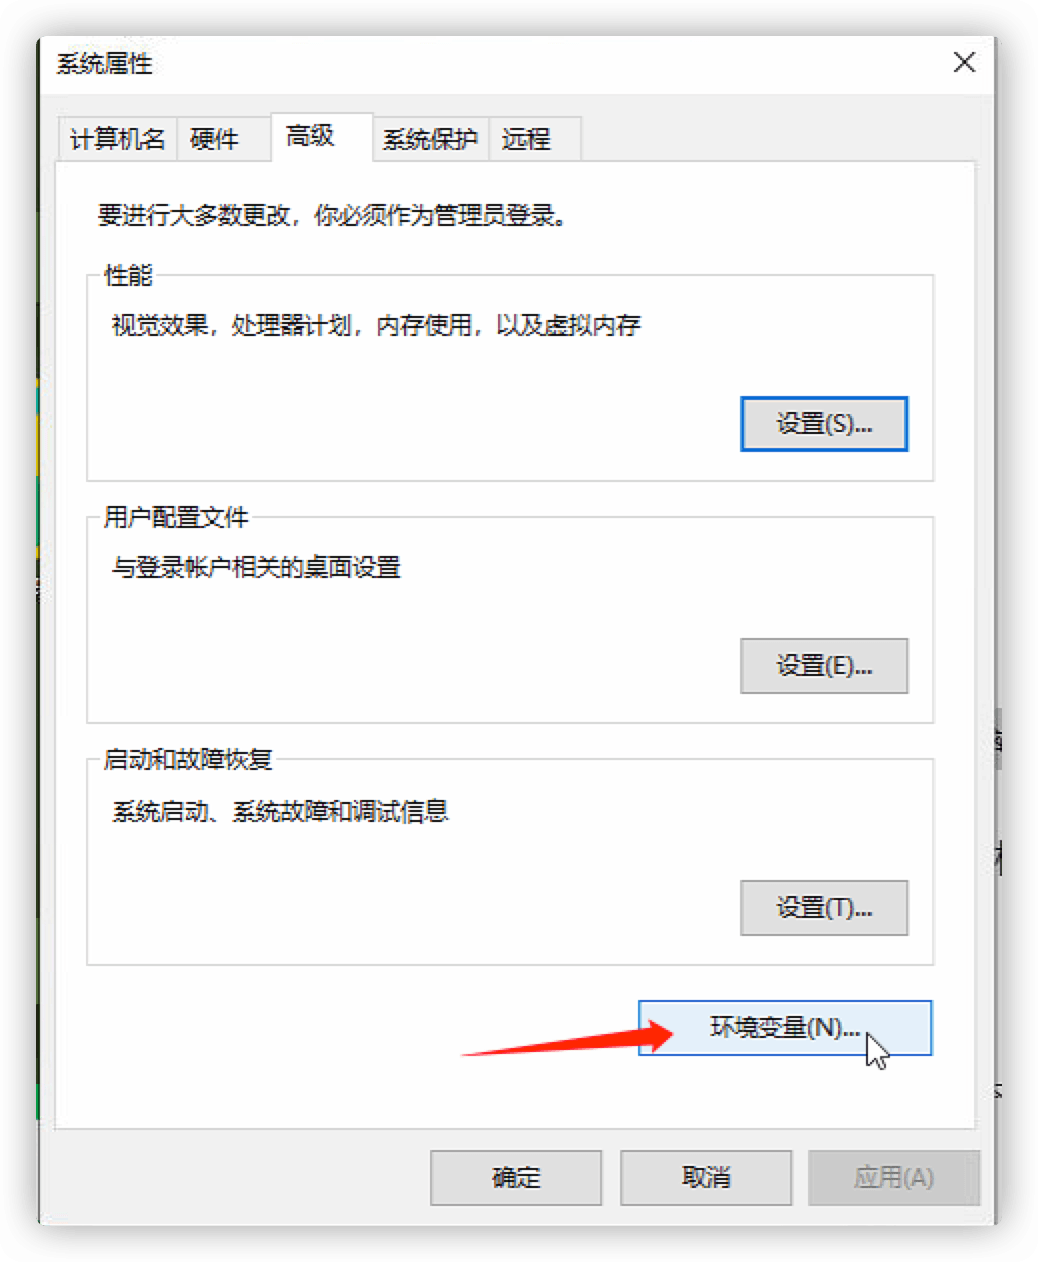 系统属性
计算机名 硬件 高级 系统保护 远程
要进行大多数更改，你必须作为管理员登录。
性能
视觉效果，处理器计划，内存使用，以及虚拟内存
设置(S)...
用户配置文件
与登录帐户相关的桌面设置
设置(E)...
启动和故障恢复
系统启动、系统故障和调试信息
设置(T)...
环境变量(N)...
确定 取消 应用(A)